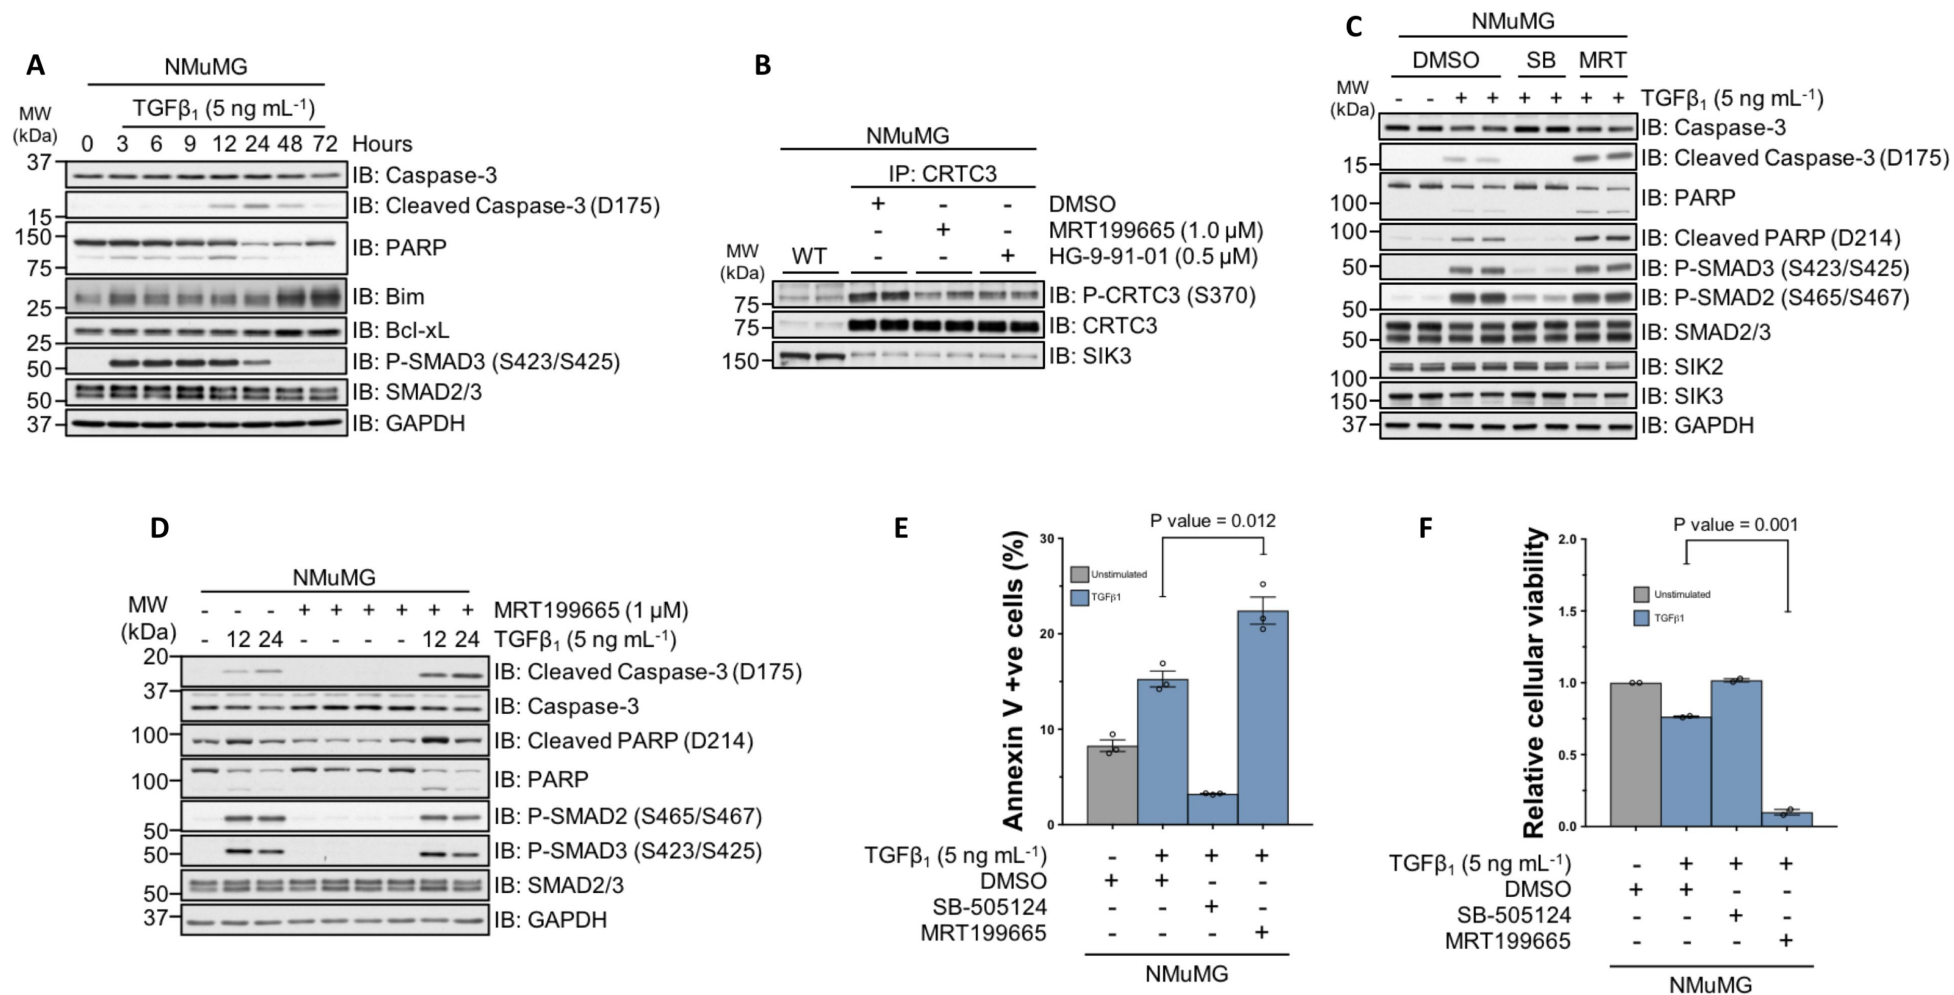 A
NMuMG
TGFβ₁ (5 ng mL⁻¹)
MW
(kDa)
0 3 6 9 12 24 48 72 Hours
37
IB: Caspase-3
IB: Cleaved Caspase-3 (D175)
15
150
IB: PARP
75
IB: Bim
25
IB: Bcl-xL
25
IB: P-SMAD3 (S423/S425)
50
IB: SMAD2/3
50
37 IB: GAPDH
B
NMuMG
IP: CRTC3
+ - - DMSO
- + - MRT199665 (1.0 µM)
MW
(kDa)
WT - - + HG-9-91-01 (0.5 µM)
75 IB: P-CRTC3 (S370)
75 IB: CRTC3
150 IB: SIK3
C
NMuMG
DMSO SB MRT
MW
(kDa)
- - + + + + + + TGFβ₁ (5 ng mL⁻¹)
IB: Caspase-3
15 IB: Cleaved Caspase-3 (D175)
100 IB: PARP
100 IB: Cleaved PARP (D214)
50 IB: P-SMAD3 (S423/S425)
50 IB: P-SMAD2 (S465/S467)
50 IB: SMAD2/3
100 IB: SIK2
150 IB: SIK3
37 IB: GAPDH
D
NMuMG
MW
(kDa)
- - - + + + + + + MRT199665 (1 µM)
- 12 24 - - - - 12 24 TGFβ₁ (5 ng mL⁻¹)
20
IB: Cleaved Caspase-3 (D175)
37
IB: Caspase-3
100 IB: Cleaved PARP (D214)
100 IB: PARP
50 IB: P-SMAD2 (S465/S467)
50 IB: P-SMAD3 (S423/S425)
50 IB: SMAD2/3
37 IB: GAPDH
E
P value = 0.012
Annexin V +ve cells (%)
30
20
10
0
Unstimulated
TGFβ1
TGFβ₁ (5 ng mL⁻¹) - + + +
DMSO + + - -
SB-505124 - - + -
MRT199665 - - - +
NMuMG
F
P value = 0.001
Relative cellular viability
2.0
1.5
1.0
0.5
0.0
Unstimulated
TGFβ1
TGFβ₁ (5 ng mL⁻¹) - + + +
DMSO + + - -
SB-505124 - - + -
MRT199665 - - - +
NMuMG